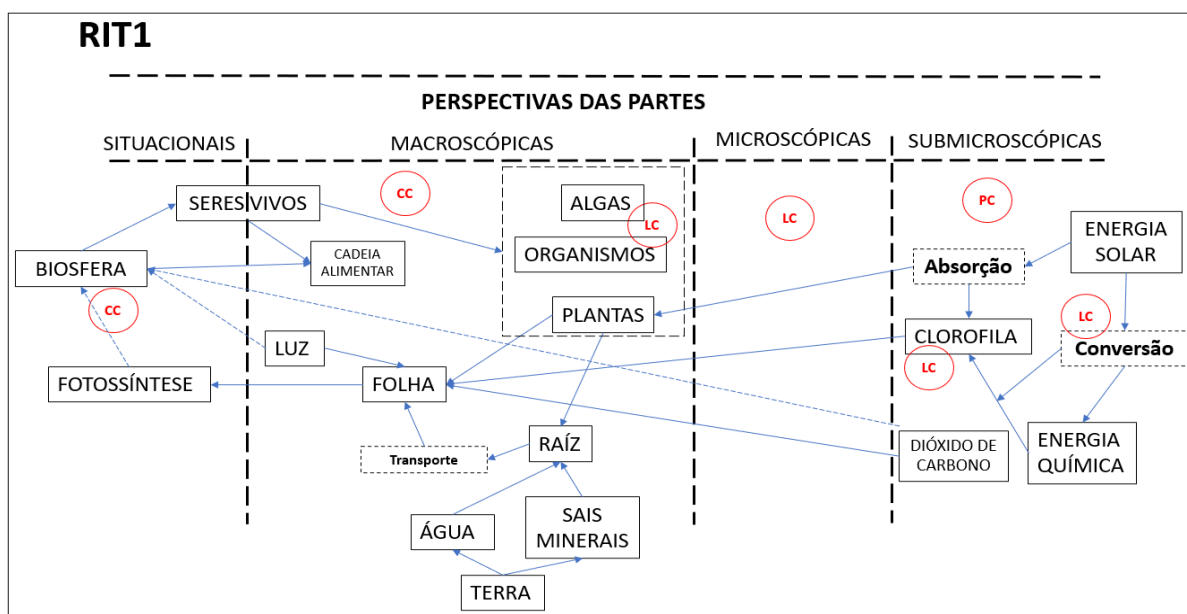 RIT1
PERSPECTIVAS DAS PARTES
SITUACIONAIS
MACROSCÓPICAS
MICROSCÓPICAS
SUBMICROSCÓPICAS
CC
PC
LC
SERES VIVOS
ALGAS
LC
ENERGIA
SOLAR
BIOSFERA
CADEIA
ALIMENTAR
ORGANISMOS
Absorção
CC
PLANTAS
LC
LUZ
CLOROFILA
Conversão
LC
FOTOSSÍNTESE
FOLHA
Transporte
RAÍZ
DIÓXIDO DE
CARBONO
ENERGIA
QUÍMICA
ÁGUA
SAIS
MINERAIS
TERRA